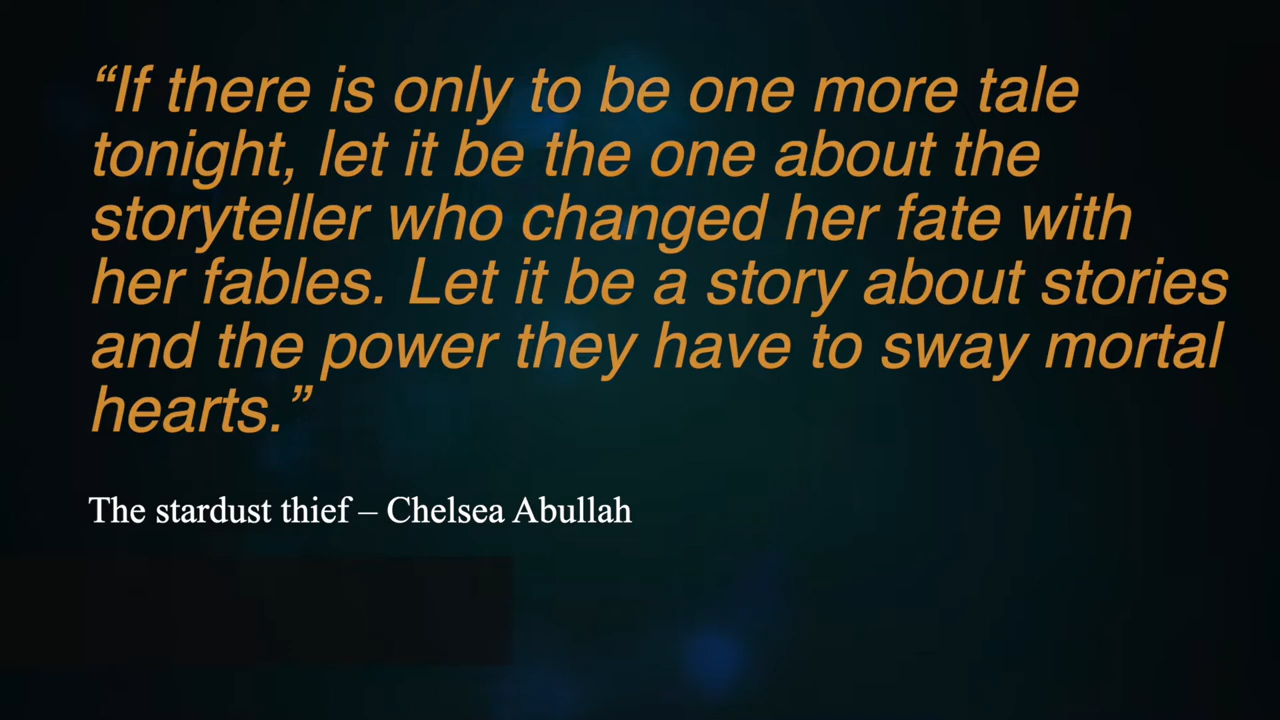 “If there is only to be one more tale
tonight, let it be the one about the
storyteller who changed her fate with
her fables. Let it be a story about stories
and the power they have to sway mortal
hearts.”
The stardust thief – Chelsea Abullah